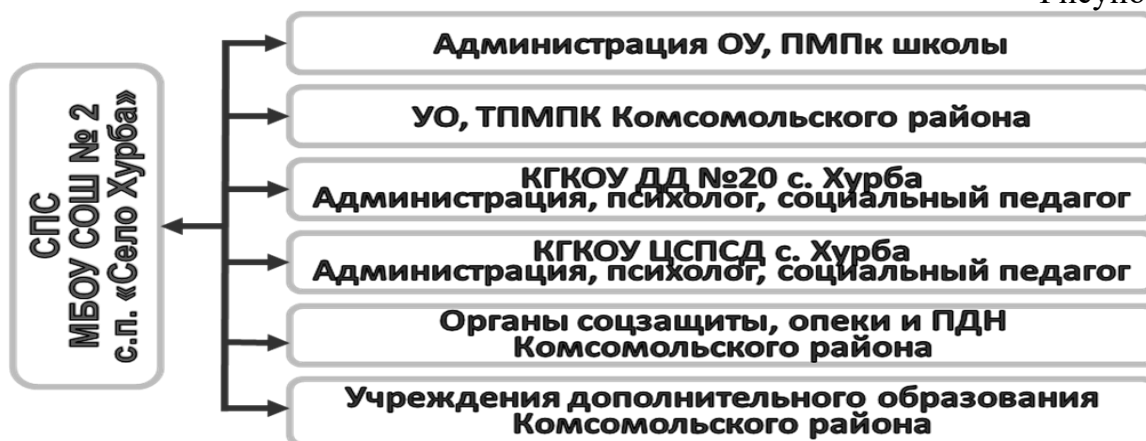 СПС
МБОУ СОШ № 2
с.п. «Село Хурба»
Администрация ОУ, ПМПк школы
УО, ТПМПК Комсомольского района
КГКОУ ДД №20 с. Хурба
Администрация, психолог, социальный педагог
КГКОУ ЦСПСД с. Хурба
Администрация, психолог, социальный педагог
Органы соцзащиты, опеки и ПДН
Комсомольского района
Учреждения дополнительного образования
Комсомольского района